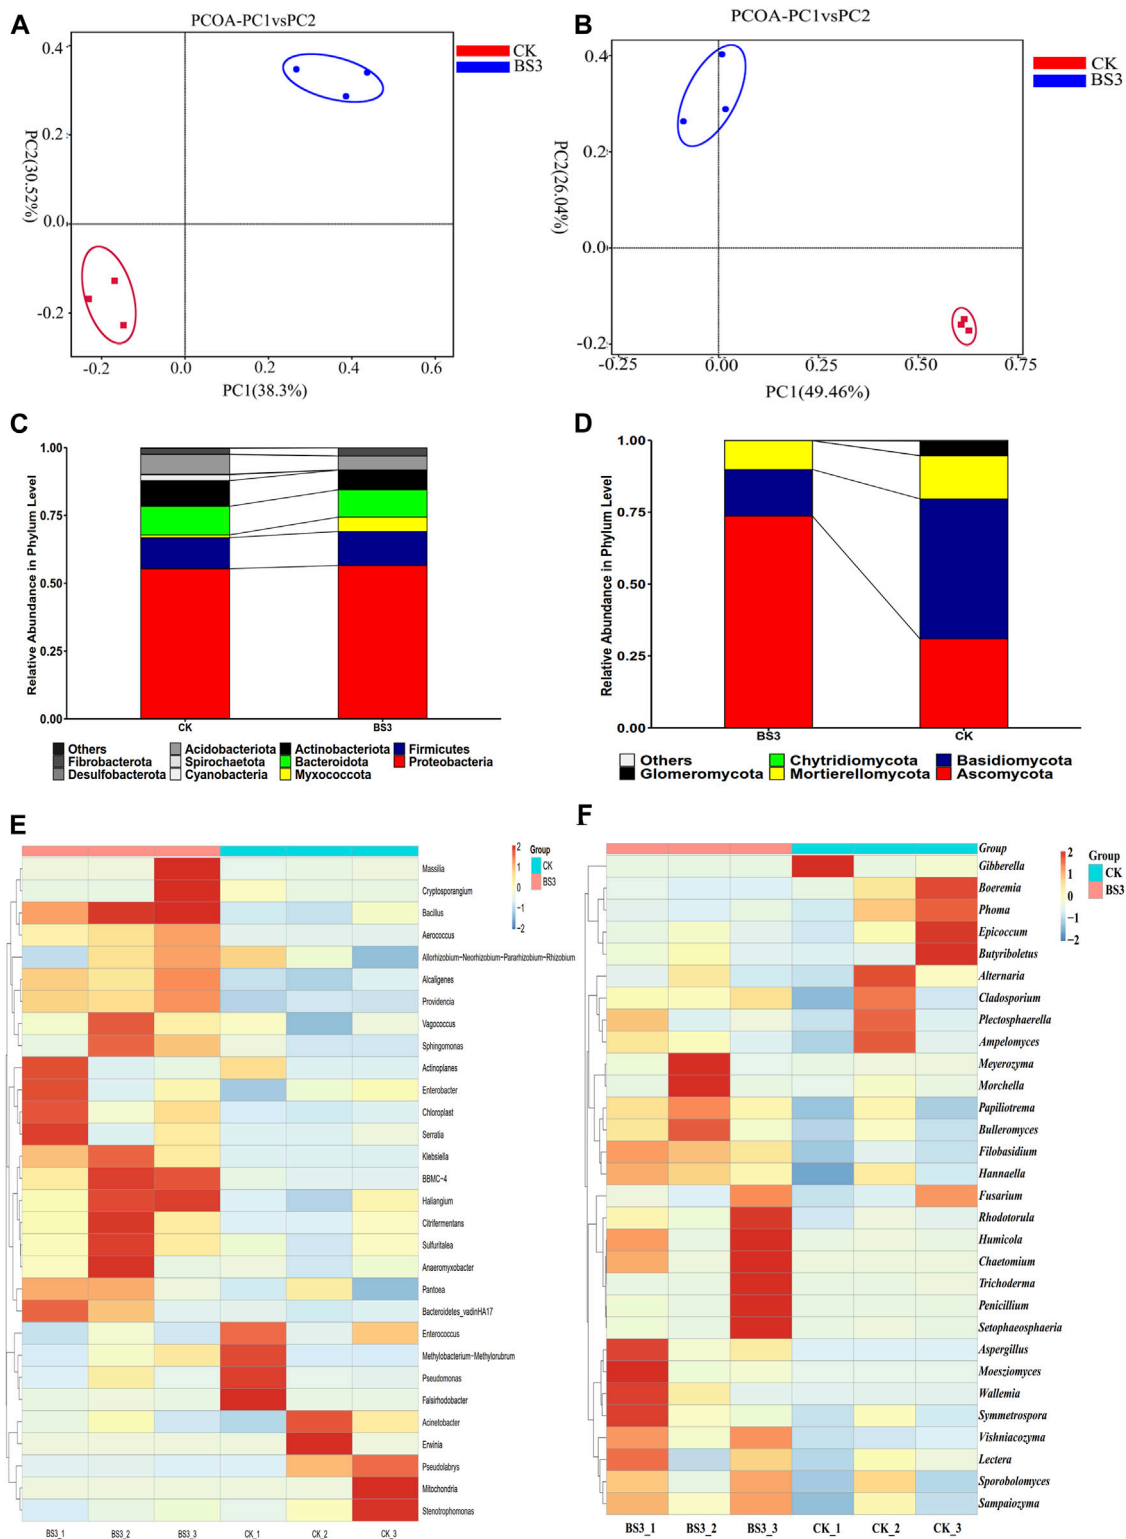 A
PCOA-PC1vsPC2
0.4
0.2
0.0
-0.2
PC2(30.52%)
-0.2
0.0
0.2
0.4
0.6
PC1(38.3%)
CK
BS3
B
PCOA-PC1vsPC2
0.4
0.2
0.0
-0.2
PC2(26.04%)
-0.25
0.00
0.25
0.50
0.75
PC1(49.46%)
CK
BS3
C
Relative Abundance in Phylum Level
1.00
0.75
0.50
0.25
0.00
CK
BS3
Others
Fibrobacterota
Desulfobacterota
Acidobacteriota
Spirochaetota
Cyanobacteria
Actinobacteriota
Bacteroidota
Myxococcota
Firmicutes
Proteobacteria
D
Relative Abundance in Phylum Level
1.00
0.75
0.50
0.25
0.00
BS3
CK
Others
Glomeromycota
Chytridiomycota
Mortierellomycota
Basidiomycota
Ascomycota
E
Massilia
Cryptosporangium
Bacillus
Aerococcus
Allorhizobium-Neorhizobium-Pararhizobium-Rhizobium
Alcaligenes
Providencia
Vagococcus
Sphingomonas
Actinoplanes
Enterobacter
Chloroplast
Serratia
Klebsiella
BBMC-4
Haliangium
Citrifermentans
Sulfuritalea
Anaeromyxobacter
Pantoea
Bacteroidetes_vadinHA17
Enterococcus
Methylobacterium-Methylorubrum
Pseudomonas
Falsirhodobacter
Acinetobacter
Erwinia
Pseudolabrys
Mitochondria
Stenotrophomonas
BS3_1
BS3_2
BS3_3
CK_1
CK_2
CK_3
2
1
0
-1
-2
Group
CK
BS3
F
Group
Gibberella
Boeremia
Phoma
Epicoccum
Butyriboletus
Alternaria
Cladosporium
Plectosphaerella
Ampelomyces
Meyerozyma
Morchella
Papiliotrema
Bulleromyces
Filobasidium
Hannaella
Fusarium
Rhodotorula
Humicola
Chaetomium
Trichoderma
Penicillium
Setophaeosphaeria
Aspergillus
Moesziomyces
Wallemia
Symmetrospora
Vishniacozyma
Lectera
Sporobolomyces
Sampaiozyma
BS3_1
BS3_2
BS3_3
CK_1
CK_2
CK_3
2
1
0
-1
-2
Group
CK
BS3